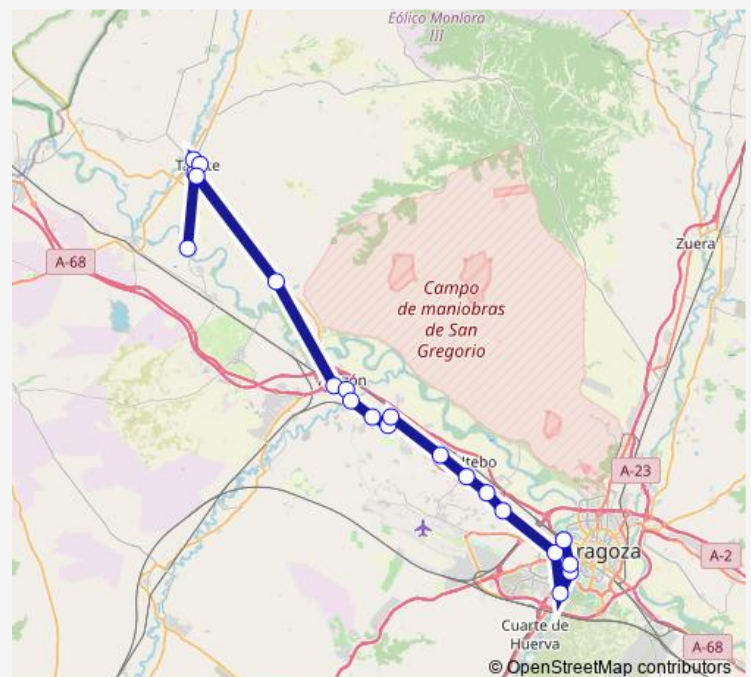 Eólico Monlora
III
Zuera
A-68
Campo
de maniobras
de San
Gregorio
A-23
A-2
Cuarte de
Huerva
A-68
© OpenStreetMap contributors